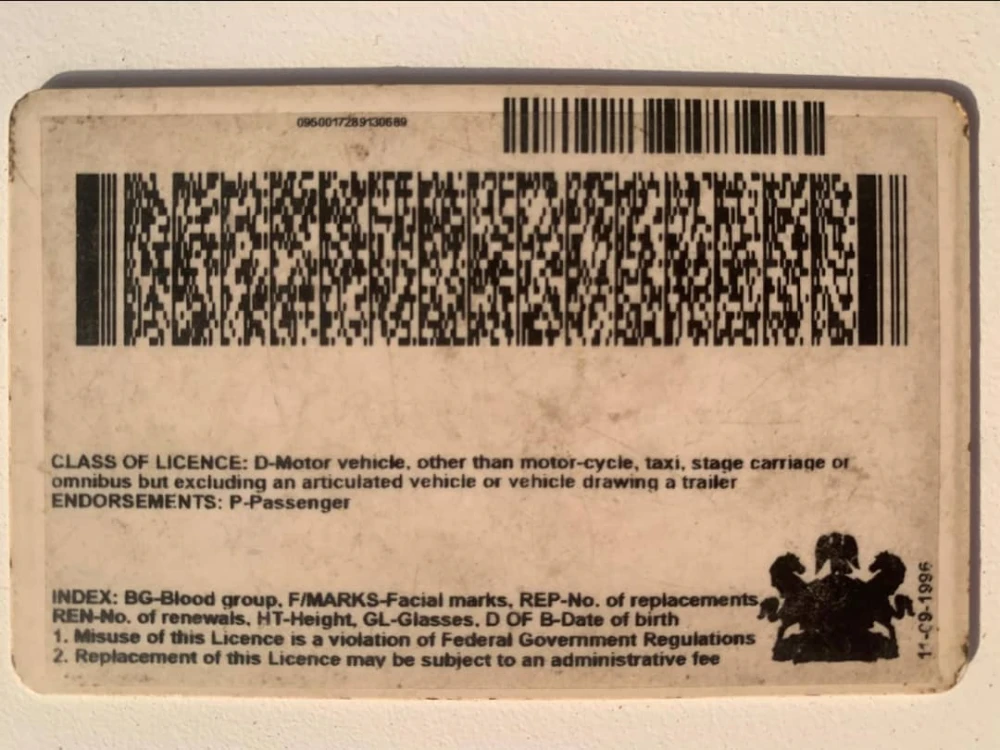 0950017289130689
CLASS OF LICENCE: D-Motor vehicle, other than motor-cycle, taxi, stage carriage or
omnibus but excluding an articulated vehicle or vehicle drawing a trailer
ENDORSEMENTS: P-Passenger
INDEX: BG-Blood group, F/MARKS-Facial marks, REP-No. of replacements,
REN-No. of renewals, HT-Height, GL-Glasses, D OF B-Date of birth
1. Misuse of this Licence is a violation of Federal Government Regulations
2. Replacement of this Licence may be subject to an administrative fee
11-09-1996